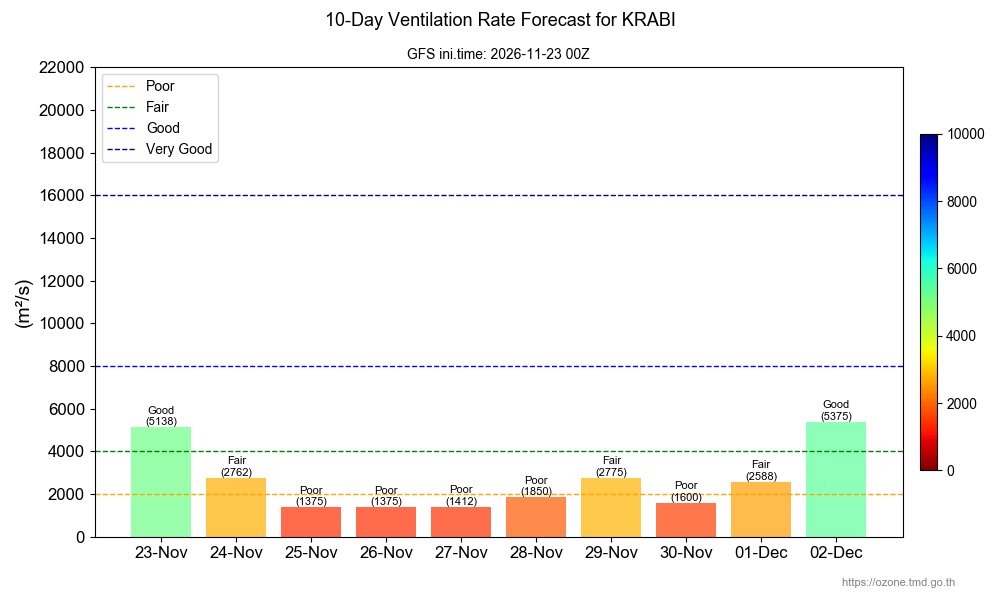 10-Day Ventilation Rate Forecast for KRABI
GFS ini.time: 2026-11-23 00Z
22000
20000
18000
16000
14000
12000
10000
8000
6000
4000
2000
0
(m²/s)
Poor
Fair
Good
Very Good
Good
(5138)
Fair
(2762)
Poor
(1375)
Poor
(1375)
Poor
(1412)
Poor
(1850)
Fair
(2775)
Poor
(1600)
Fair
(2588)
Good
(5375)
23-Nov
24-Nov
25-Nov
26-Nov
27-Nov
28-Nov
29-Nov
30-Nov
01-Dec
02-Dec
10000
8000
6000
4000
2000
0
https://ozone.tmd.go.th